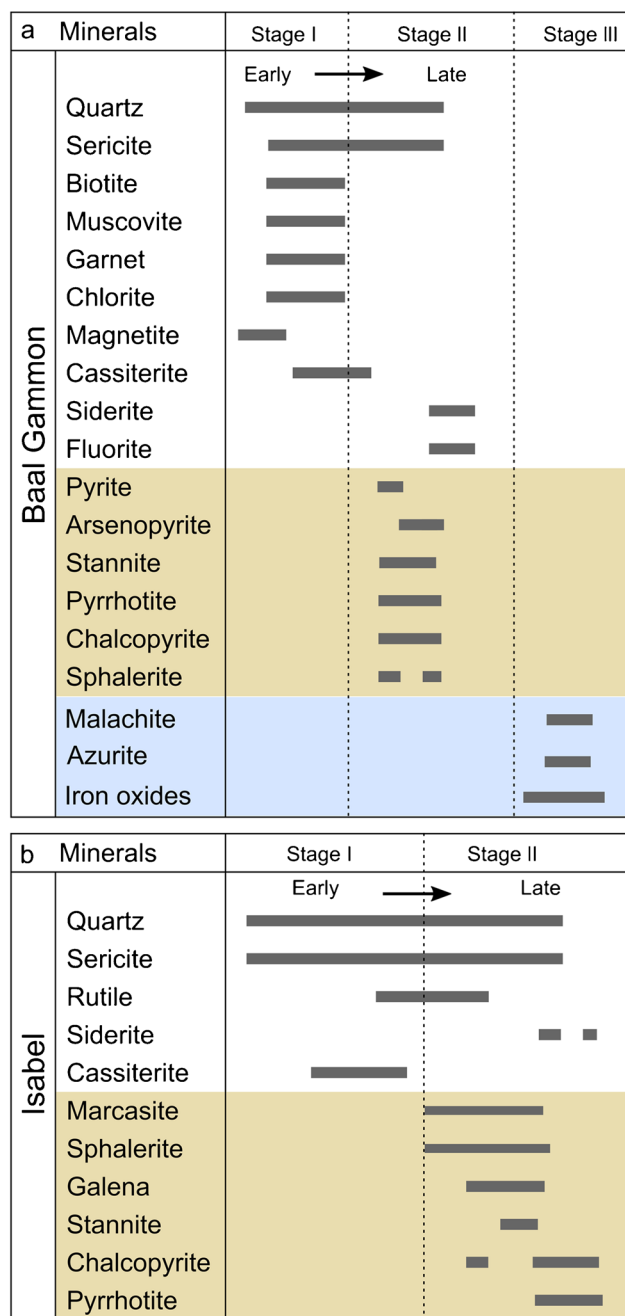 a Minerals Stage I Stage II Stage III
Early Late
Baal Gammon
Quartz
Sericite
Biotite
Muscovite
Garnet
Chlorite
Magnetite
Cassiterite
Siderite
Fluorite
Pyrite
Arsenopyrite
Stannite
Pyrrhotite
Chalcopyrite
Sphalerite
Malachite
Azurite
Iron oxides
b Minerals Stage I Stage II
Early Late
Isabel
Quartz
Sericite
Rutile
Siderite
Cassiterite
Marcasite
Sphalerite
Galena
Stannite
Chalcopyrite
Pyrrhotite